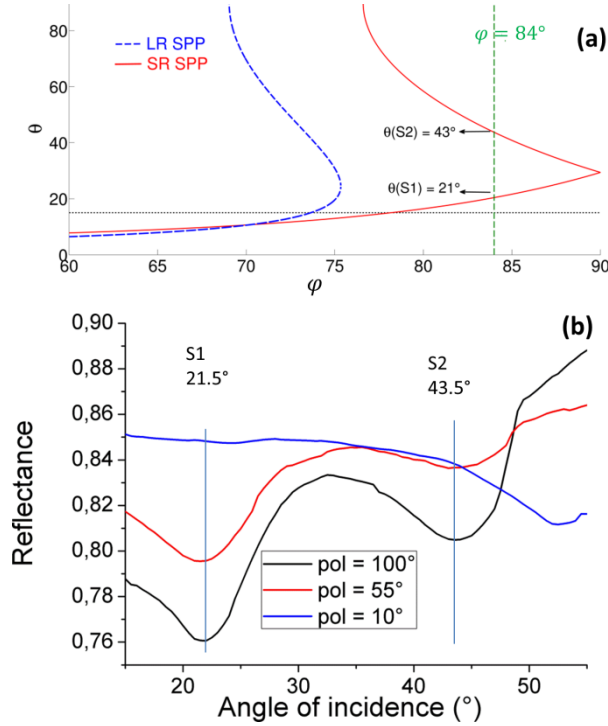 (a)
LR SPP
SR SPP
φ = 84°
80
60
40
20
0
θ
θ(S2) = 43°
θ(S1) = 21°
60
65
70
75
80
85
90
φ
(b)
0,90
0,88
0,86
0,84
0,82
0,80
0,78
0,76
Reflectance
S1
21.5°
S2
43.5°
pol = 100°
pol = 55°
pol = 10°
20
30
40
50
Angle of incidence (°)